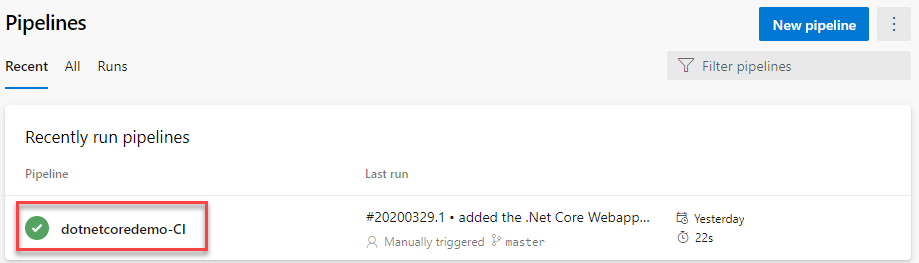 Pipelines
New pipeline
Recent All Runs
Filter pipelines
Recently run pipelines
Pipeline Last run
dotnetcoredemo-CI
#20200329.1 • added the .Net Core Webapp... Yesterday
Manually triggered master 22s